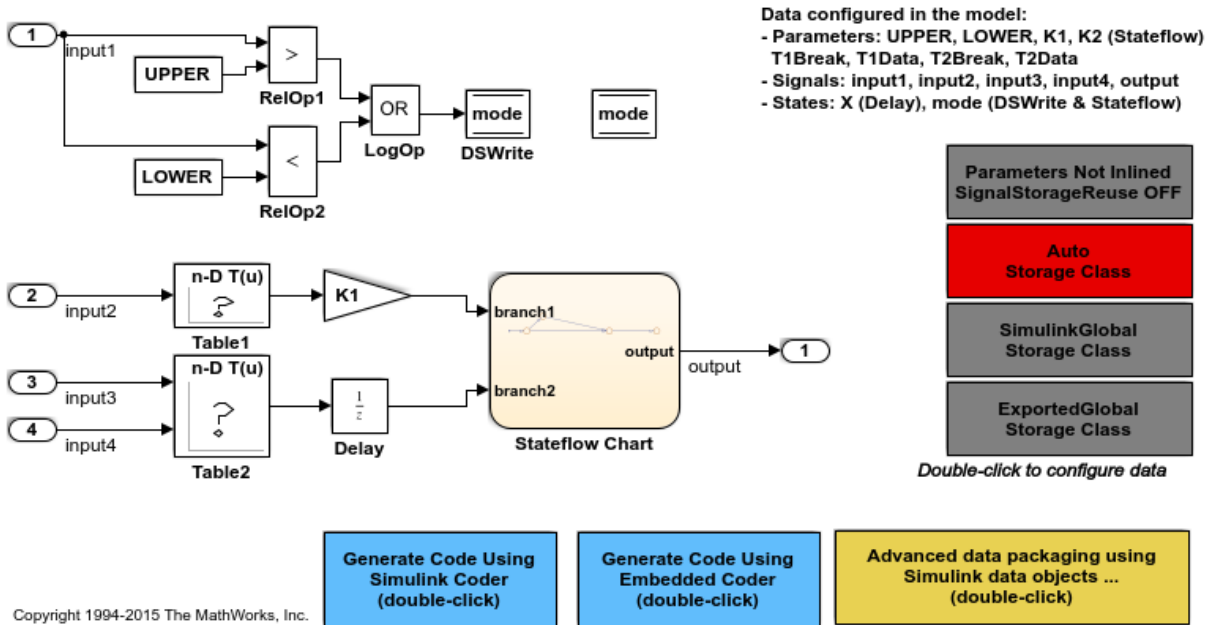 Data configured in the model:
- Parameters: UPPER, LOWER, K1, K2 (Stateflow)
T1Break, T1Data, T2Break, T2Data
- Signals: input1, input2, input3, input4, output
- States: X (Delay), mode (DSWrite & Stateflow)
1
input1
UPPER
>
RelOp1
OR
LogOp
mode
DSWrite
mode
LOWER
<
RelOp2
Parameters Not Inlined
SignalStorageReuse OFF
Auto
Storage Class
SimulinkGlobal
Storage Class
ExportedGlobal
Storage Class
Double-click to configure data
2
input2
n-D T(u)
?
Table1
K1
3
input3
4
input4
n-D T(u)
?
Table2
1
z
Delay
branch1
branch2
output
Stateflow Chart
output
1
Generate Code Using
Simulink Coder
(double-click)
Generate Code Using
Embedded Coder
(double-click)
Advanced data packaging using
Simulink data objects ...
(double-click)
Copyright 1994-2015 The MathWorks, Inc.